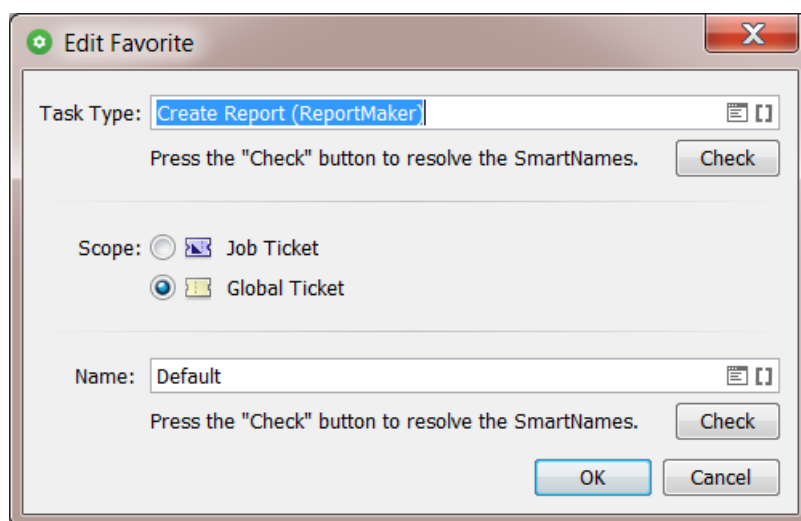 Edit Favorite
Task Type: Create Report (ReportMaker)
Press the "Check" button to resolve the SmartNames. Check
Scope: Job Ticket
Global Ticket
Name: Default
Press the "Check" button to resolve the SmartNames. Check
OK Cancel